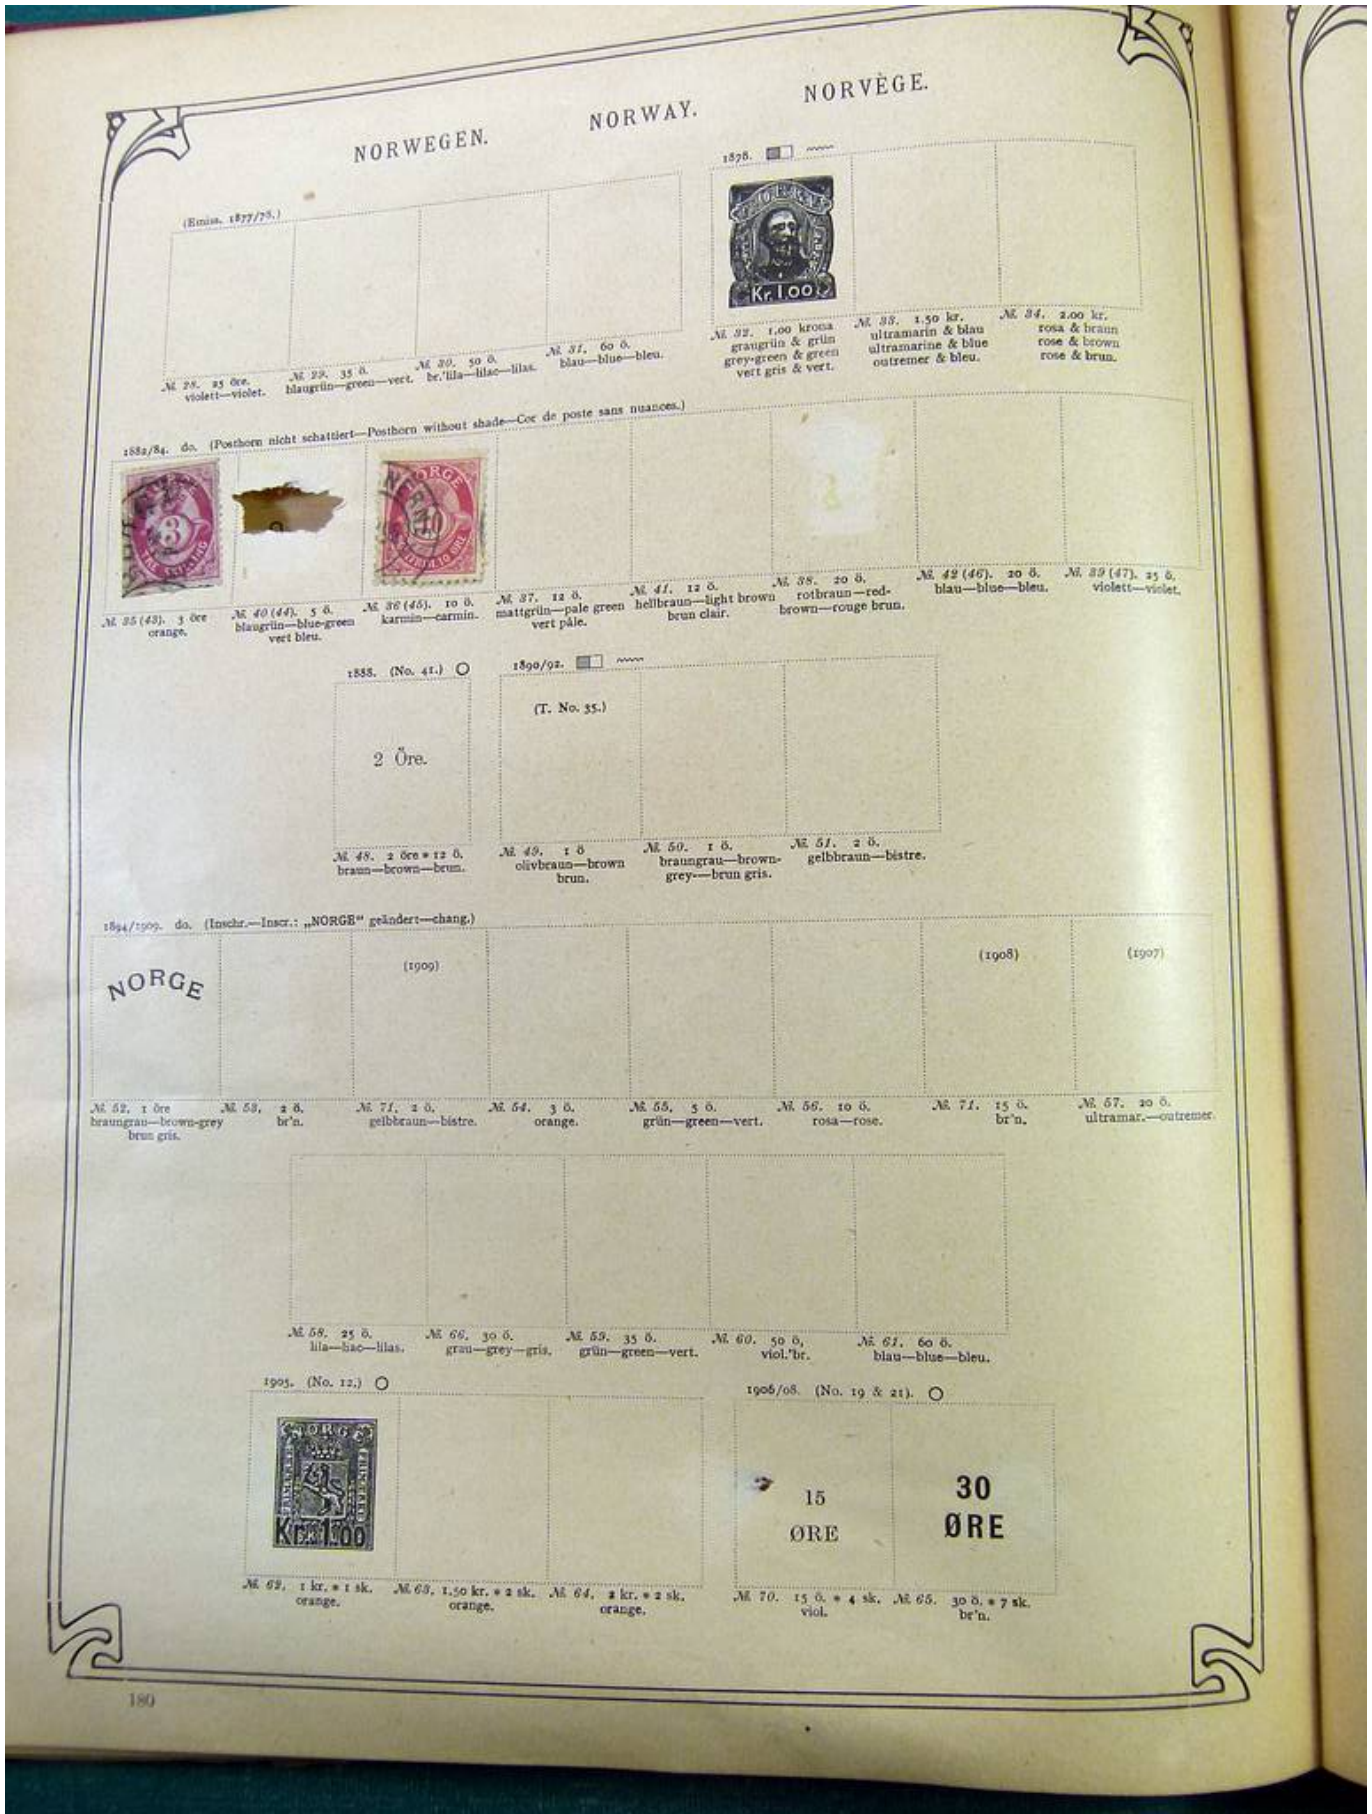 NORWEGEN.
NORWAY.
NORVÈGE.
(Emiss. 1877/78.)
1878.
NORGE
Kr. 1.00
№ 28. 25 öre.
violett—violet.
№ 29. 35 ö.
blaugrün—green—vert.
№ 30. 50 ö.
br.'lila—lilac—lilas.
№ 31. 60 ö.
blau—blue—bleu.
№ 32. 1.00 krona
graugrün & grün
grey-green & green
vert gris & vert.
№ 33. 1.50 kr.
ultramarin & blau
ultramarine & blue
outremer & bleu.
№ 34. 2.00 kr.
rosa & braun
rose & brown
rose & brun.
1882/84. do. (Posthorn nicht schattiert—Posthorn without shade—Cor de poste sans nuances.)
3
TRE SKILLING
NORGE
10
№ 35 (43). 3 öre
orange.
№ 40 (44). 5 ö.
blaugrün—blue-green
vert bleu.
№ 36 (45). 10 ö.
karmin—carmin.
№ 37. 12 ö.
mattgrün—pale green
vert pâle.
№ 41. 12 ö.
hellbraun—light brown
brun clair.
№ 38. 20 ö.
rotbraun—red-
brown—rouge brun.
№ 42 (46). 20 ö.
blau—blue—bleu.
№ 39 (47). 25 ö.
violett—violet.
1888. (No. 41.)
1890/92.
(T. No. 35.)
2 Öre.
№ 48. 2 öre * 12 ö.
braun—brown—brun.
№ 49. 1 ö
olivbraun—brown
brun.
№ 50. 1 ö.
braungrau—brown-
grey—brun gris.
№ 51. 2 ö.
gelbbraun—bistre.
1894/1909. do. (Inschr.—Inscr.: „NORGE" geändert—chang.)
NORGE
(1909)
(1908)
(1907)
№ 52. 1 öre
braungrau—brown-grey
brun gris.
№ 53. 2 ö.
br'n.
№ 71. 2 ö.
gelbbraun—bistre.
№ 54. 3 ö.
orange.
№ 55. 5 ö.
grün—green—vert.
№ 56. 10 ö.
rosa—rose.
№ 71. 15 ö.
br'n.
№ 57. 20 ö.
ultramar.—outremer.
№ 58. 25 ö.
lila—liac—lilas.
№ 66. 30 ö.
grau—grey—gris.
№ 59. 35 ö.
grün—green—vert.
№ 60. 50 ö,
viol.'br.
№ 61. 60 ö.
blau—blue—bleu.
1905. (No. 12.)
1906/08. (No. 19 & 21).
NORGE
FRIMÆRKE
Kr. 1.00
15
ØRE
30
ØRE
№ 62. 1 kr. * 1 sk.
orange.
№ 63. 1.50 kr. * 2 sk.
orange.
№ 64. 2 kr. * 2 sk.
orange.
№ 70. 15 ö. * 4 sk.
viol.
№ 65. 30 ö. * 7 sk.
br'n.
180